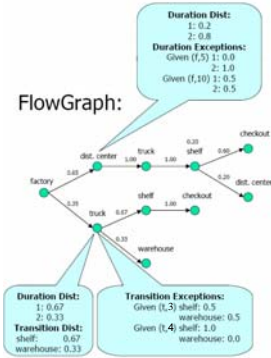 Duration Dist:
1: 0.2
2: 0.8
Duration Exceptions:
Given (f,5) 1: 0.0
2: 1.0
Given (f,10) 1: 0.5
2: 0.5
FlowGraph:
checkout
0.20
dist. center
truck
shelf
0.60
1.00
1.00
factory
0.65
0.20
dist. center
shelf
checkout
0.35
truck
0.67
1.00
0.33
warehouse
Duration Dist:
1: 0.67
2: 0.33
Transition Dist:
shelf: 0.67
warehouse: 0.33
Transition Exceptions:
Given (t,3) shelf: 0.5
warehouse: 0.5
Given (t,4) shelf: 1.0
warehouse: 0.0